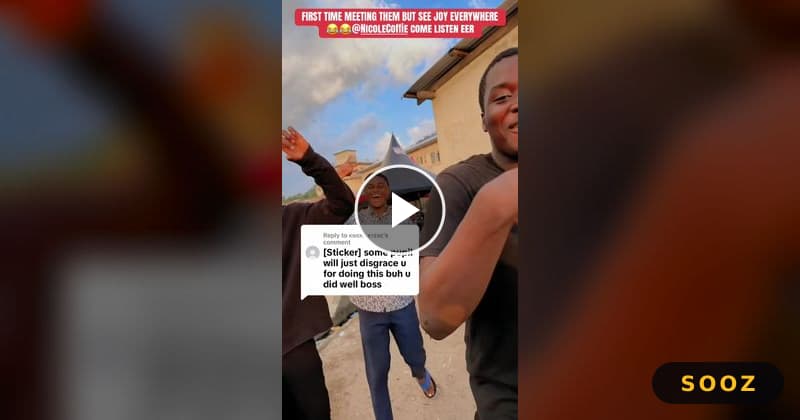 FIRST TIME MEETING THEM BUT SEE JOY EVERYWHERE
😂😂@NICOLECOFFIE COME LISTEN EER
Reply to
comment
[Sticker] some pupil
will just disgrace u
for doing this buh u
did well boss
SOOZ